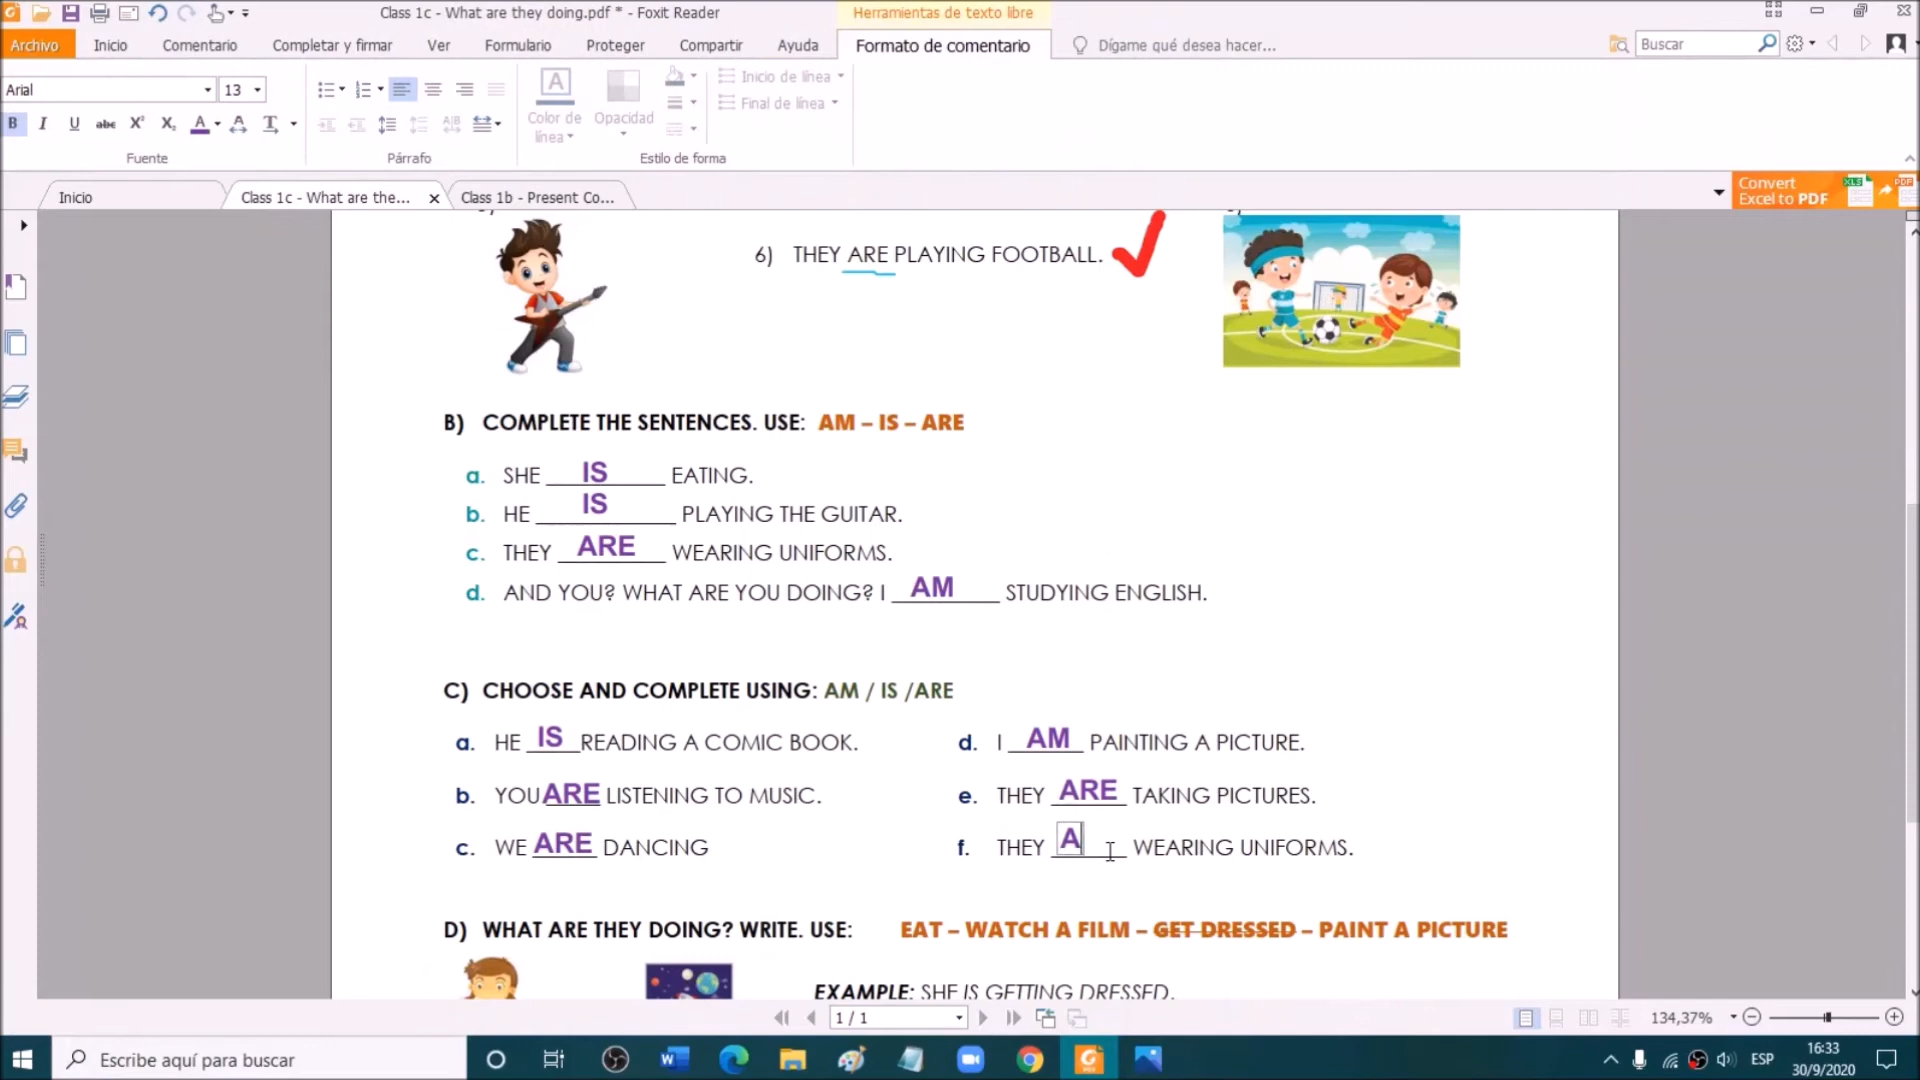 Class 1c - What are they doing.pdf * - Foxit Reader
Herramientas de texto libre
Archivo
Inicio
Comentario
Completar y firmar
Ver
Formulario
Proteger
Compartir
Ayuda
Formato de comentario
Dígame qué desea hacer...
Buscar
Arial
13
Color de línea
Opacidad
Inicio de línea
Final de línea
Fuente
Párrafo
Estilo de forma
Inicio
Class 1c - What are the...
Class 1b - Present Co...
Convert
Excel to PDF
6) THEY ARE PLAYING FOOTBALL.
B) COMPLETE THE SENTENCES. USE: AM – IS – ARE
a. SHE IS EATING.
b. HE IS PLAYING THE GUITAR.
c. THEY ARE WEARING UNIFORMS.
d. AND YOU? WHAT ARE YOU DOING? I AM STUDYING ENGLISH.
C) CHOOSE AND COMPLETE USING: AM / IS /ARE
a. HE IS READING A COMIC BOOK.
d. I AM PAINTING A PICTURE.
b. YOU ARE LISTENING TO MUSIC.
e. THEY ARE TAKING PICTURES.
c. WE ARE DANCING
f. THEY A WEARING UNIFORMS.
D) WHAT ARE THEY DOING? WRITE. USE: EAT – WATCH A FILM – GET DRESSED – PAINT A PICTURE
EXAMPLE: SHE IS GETTING DRESSED.
1 / 1
134,37%
Escribe aquí para buscar
ESP
16:33
30/9/2020